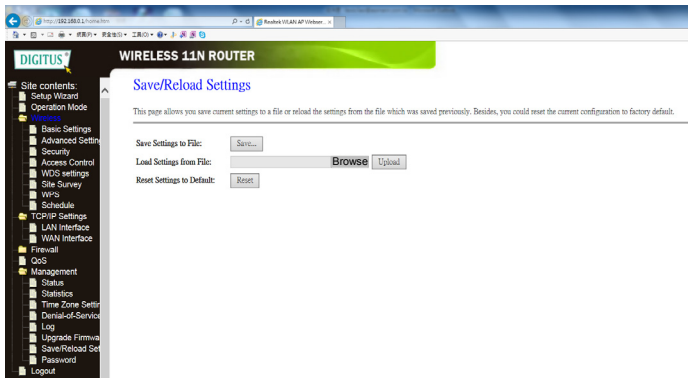 http://192.168.0.1/home.htm
Realtek WLAN AP Webser...
DIGITUS
WIRELESS 11N ROUTER
Site contents:
Setup Wizard
Operation Mode
Wireless
Basic Settings
Advanced Setting
Security
Access Control
WDS settings
Site Survey
WPS
Schedule
TCP/IP Settings
LAN Interface
WAN Interface
Firewall
QoS
Management
Status
Statistics
Time Zone Settin
Denial-of-Service
Log
Upgrade Firmwa
Save/Reload Set
Password
Logout
Save/Reload Settings
This page allows you save current settings to a file or reload the settings from the file which was saved previously. Besides, you could reset the current configuration to factory default.
Save Settings to File: Save...
Load Settings from File: Browse Upload
Reset Settings to Default: Reset